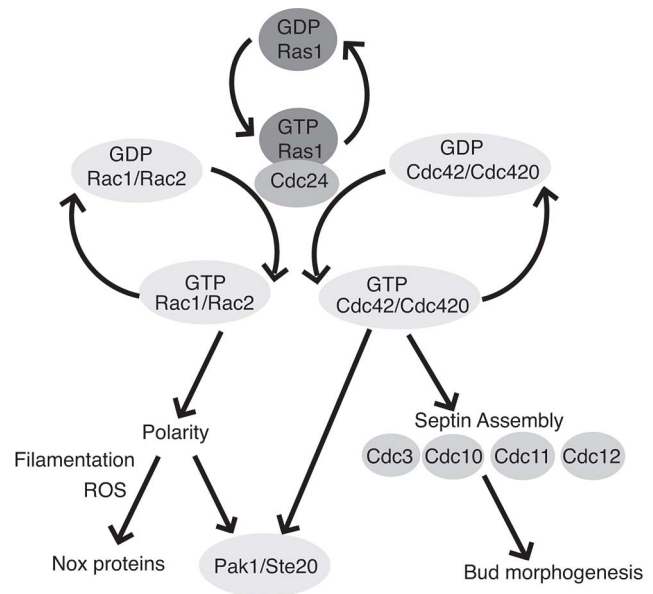 GDP
Ras1
GTP
Ras1
Cdc24
GDP
Rac1/Rac2
GDP
Cdc42/Cdc420
GTP
Rac1/Rac2
GTP
Cdc42/Cdc420
Polarity
Septin Assembly
Filamentation
ROS
Cdc3
Cdc10
Cdc11
Cdc12
Nox proteins
Pak1/Ste20
Bud morphogenesis